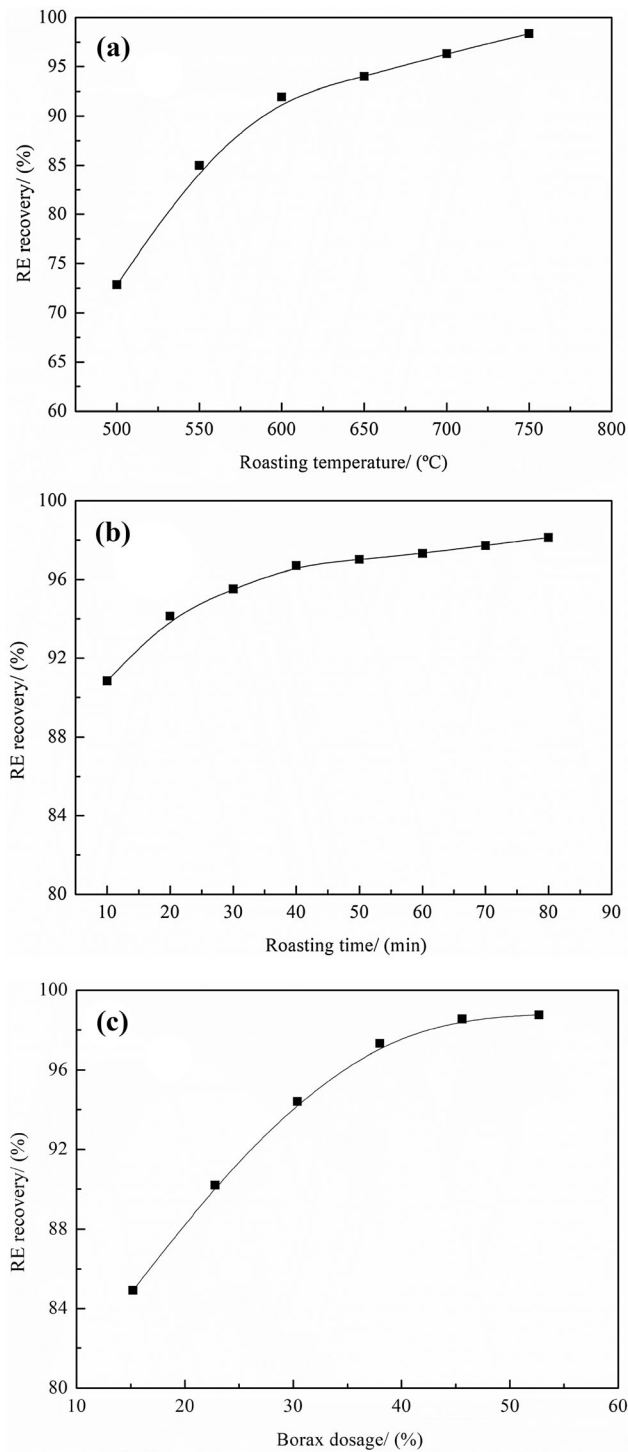 (a)
RE recovery/ (%)
100
95
90
85
80
75
70
65
60
500 550 600 650 700 750 800
Roasting temperature/ (ºC)
(b)
RE recovery/ (%)
100
96
92
88
84
80
10 20 30 40 50 60 70 80 90
Roasting time/ (min)
(c)
RE recovery/ (%)
100
96
92
88
84
80
10 20 30 40 50 60
Borax dosage/ (%)